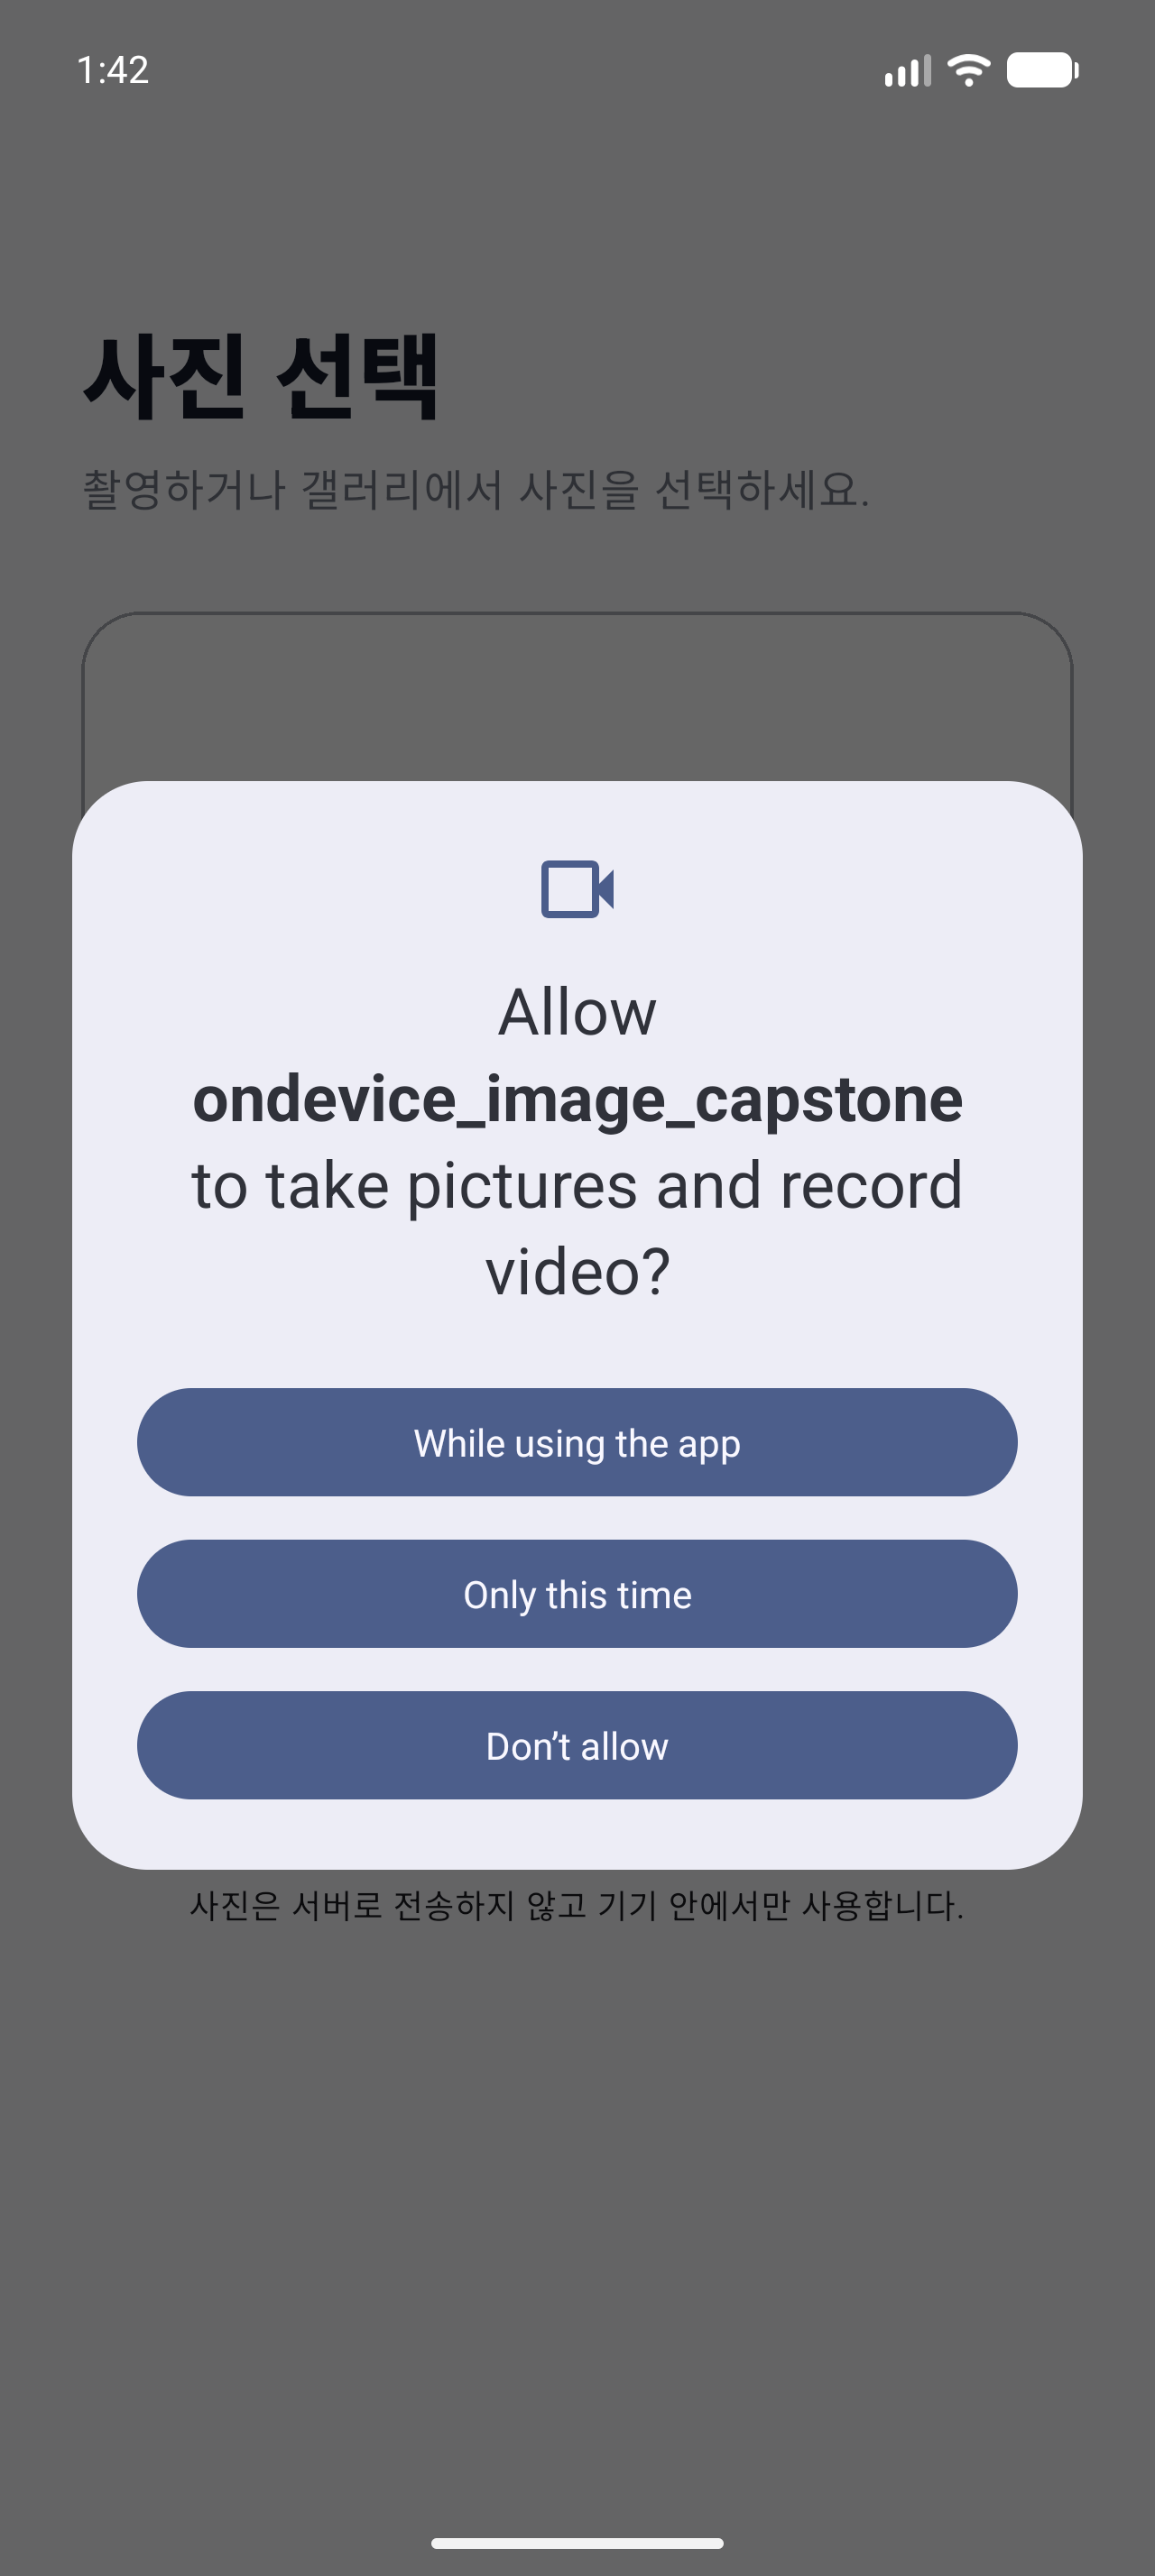 1:42
사진 선택
촬영하거나 갤러리에서 사진을 선택하세요.
Allow
ondevice_image_capstone
to take pictures and record
video?
While using the app
Only this time
Don’t allow
사진은 서버로 전송하지 않고 기기 안에서만 사용합니다.